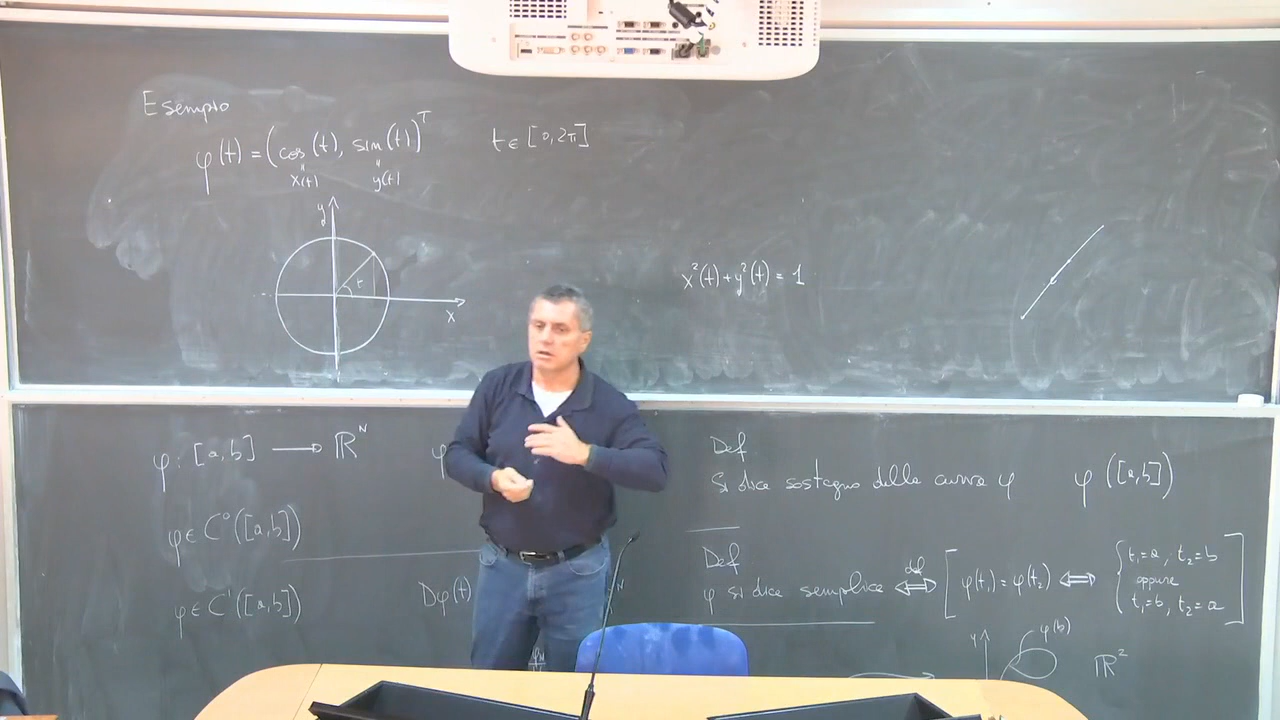 Esempio
φ(t) = (cos(t), sin(t))ᵀ t ∈ [0, 2π]
x(t) y(t)
y
t
x
x²(t) + y²(t) = 1
φ : [a, b] → ℝᴺ φ
φ ∈ C⁰([a, b])
φ ∈ C¹([a, b])
Dφ(t)
N
Def
Si dice sostegno della curva φ φ([a, b])
Def
φ si dice semplice ⇔ def [ φ(t₁) = φ(t₂) ⇔ { t₁ = a, t₂ = b
oppure
t₁ = b, t₂ = a ]
y φ(b) ℝ²